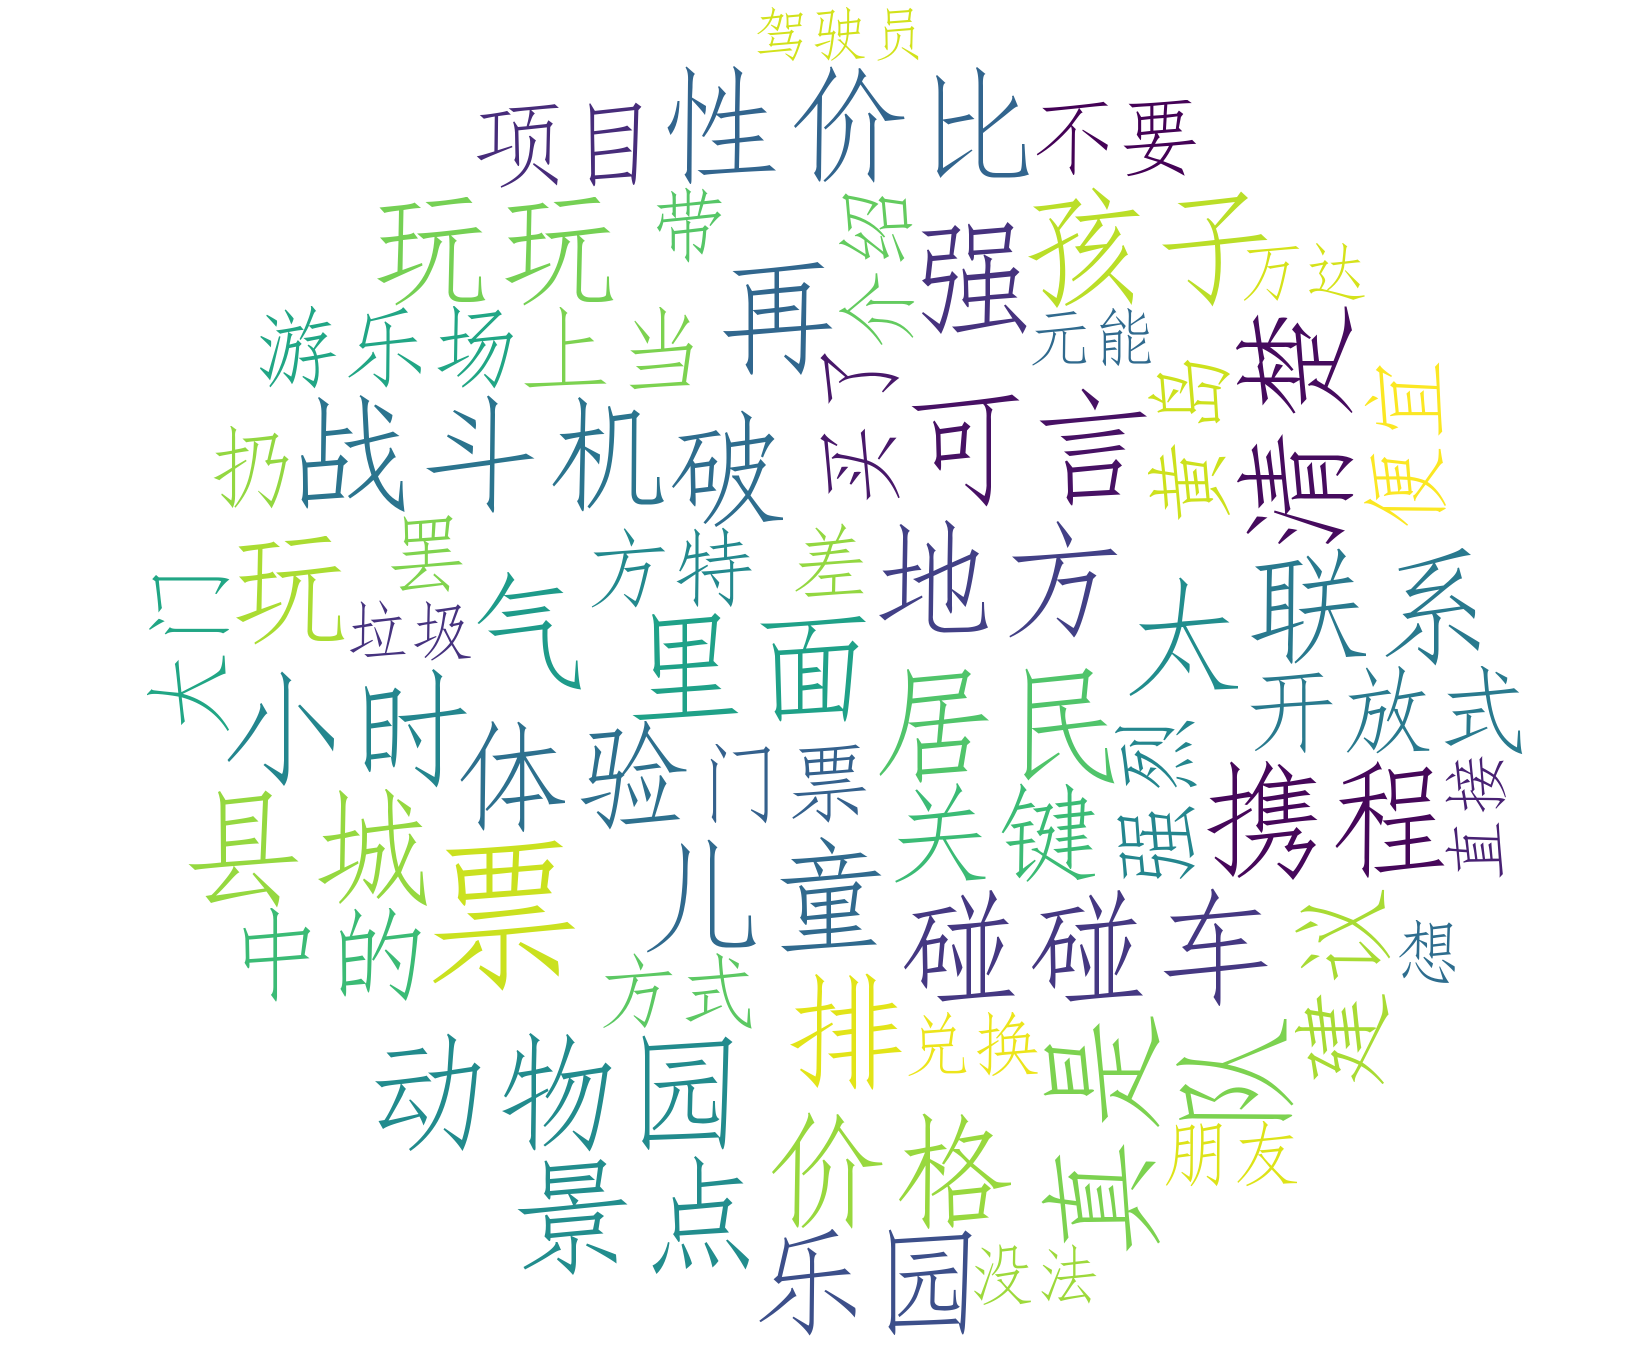 驾驶员
项目
性价比
不要
玩玩
带
介绍
强
孩子
万达
再
游乐场
上当
元能
买了
黄岛
清楚
便宜
战斗机
破
可言
扔
玩
罢
方特
差
地方
太
联系
大门
垃圾
气
里面
小时
体验
门票
居民
强烈
开放式
直接
县城
票
儿童
关键
携程
中的
碰碰车
建议
想
方式
排
兑换
真是
队
动物园
价格
朋友
景点
乐园
没法